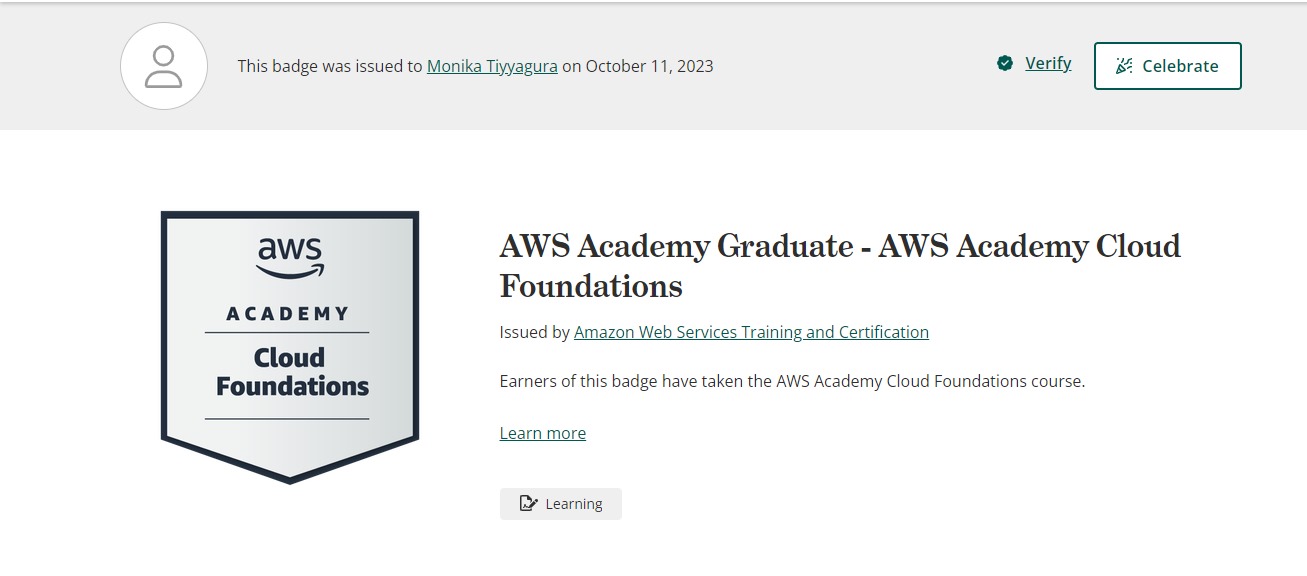 This badge was issued to Monika Tiyyagura on October 11, 2023
Verify
Celebrate
aws
ACADEMY
Cloud
Foundations
AWS Academy Graduate - AWS Academy Cloud
Foundations
Issued by Amazon Web Services Training and Certification
Earners of this badge have taken the AWS Academy Cloud Foundations course.
Learn more
Learning